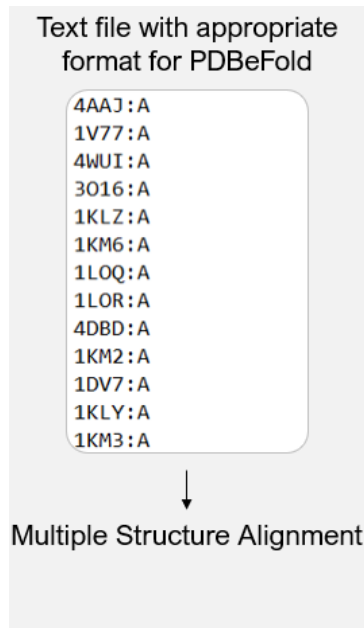 Text file with appropriate
format for PDBeFold
4AAJ:A
1V77:A
4WUI:A
3O16:A
1KLZ:A
1KM6:A
1LOQ:A
1LOR:A
4DBD:A
1KM2:A
1DV7:A
1KLY:A
1KM3:A
Multiple Structure Alignment